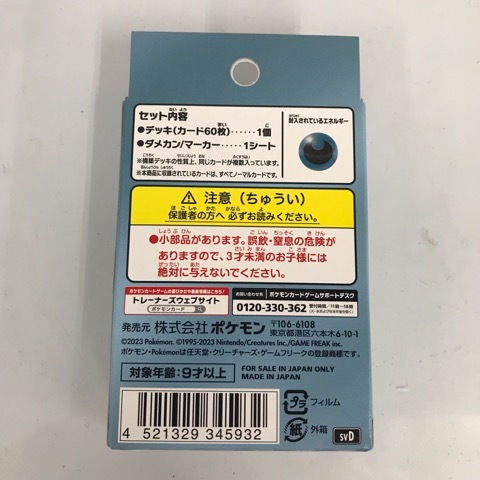 セット内容
●デッキ(カード60枚)……1個
●ダメカン/マーカー……1シート
※構築デッキの性質上、同じカードが複数入っています。
※本商品に収録されているカードは、すべてノーマルカードです。
封入されているエネルギー
⚠ 注意(ちゅうい)
保護者の方へ 必ずお読みください。
●小部品があります。誤飲・窒息の危険が
ありますので、3才未満のお子様には
絶対に与えないでください。
トレーナーズウェブサイト
ポケモンカード
ポケモンカードゲームサポートデスク
0120-330-362
発売元 株式会社ポケモン
〒106-6108
東京都港区六本木6-10-1
©2023 Pokémon. ©1995-2023 Nintendo/Creatures Inc./GAME FREAK inc.
ポケモン・Pokémonは任天堂・クリーチャーズ・ゲームフリークの登録商標です。
対象年齢:9才以上
FOR SALE IN JAPAN ONLY
MADE IN JAPAN
4 521329 345932
プラ
フィルム
紙
外箱
svD